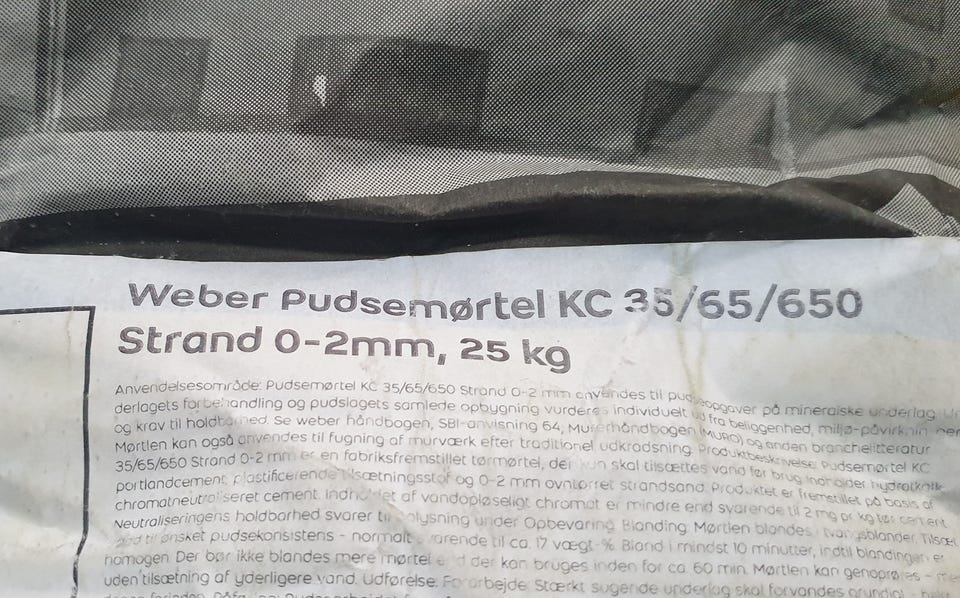 Weber Pudsemørtel KC 35/65/650
Strand 0-2mm, 25 kg
Anvendelsesområde: Pudsemørtel KC 35/65/650 Strand 0-2 mm anvendes til pudseopgaver på mineralske underlag. Un
derlagets forbehandling og pudslagets samlede opbygning vurderes individuelt ud fra beliggenhed, miljø-påvirkning
og krav til holdbarhed. Se weber håndbogen, SBI-anvisning 64, Murerhåndbogen (MURO) og anden branchelitteratur
Mørtlen kan også anvendes til fugning af murværk efter traditionel udkradsning. Produktbeskrivelse: Pudsemørtel KC
35/65/650 Strand 0-2 mm er en fabriksfremstillet tørmørtel, der kun skal tilsættes vand før brug. Indholder hydratkalk
portlandcement, plastificerende tilsætningsstof og 0-2 mm ovntørret strandsand. Produktet er fremstillet på basis af
chromatneutraliseret cement. Indholdet af vandopløseligt chromat er mindre end svarende til 2 mg pr kg tør cement
Neutraliseringens holdbarhed svarer til oplysning under Opbevaring. Blanding: Mørtlen blandes i tvangsblander. Tilsæt
vand til ønsket pudsekonsistens - normalt svarende til ca. 17 vægt-% Bland i mindst 10 minutter, indtil blandingen er
homogen Der bør ikke blandes mere mørtel end der kan bruges inden for ca. 60 min. Mørtlen kan genoprøres -
uden tilsætning af yderligere vand. Udførelse: Forarbejde: Stærkt sugende underlag skal forvandes grundigt -